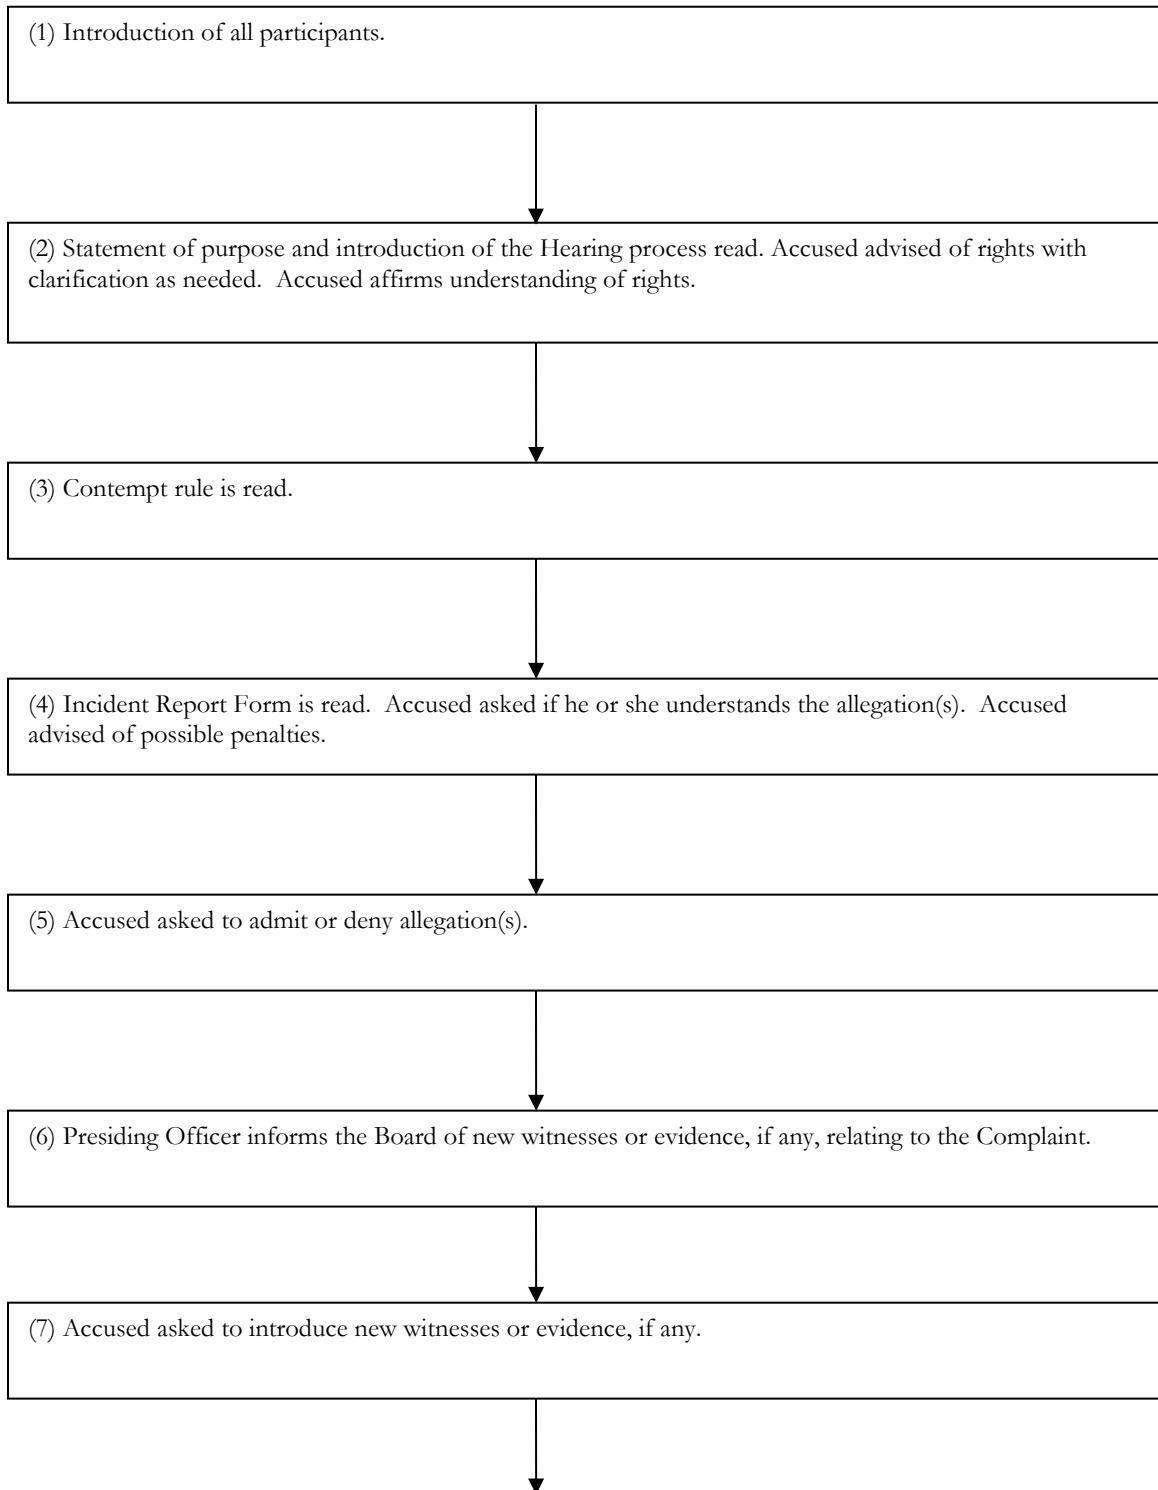 (1) Introduction of all participants.
(2) Statement of purpose and introduction of the Hearing process read. Accused advised of rights with
clarification as needed.  Accused affirms understanding of rights.
(3) Contempt rule is read.
(4) Incident Report Form is read.  Accused asked if he or she understands the allegation(s).  Accused
advised of possible penalties.
(5) Accused asked to admit or deny allegation(s).
(6) Presiding Officer informs the Board of new witnesses or evidence, if any, relating to the Complaint.
(7) Accused asked to introduce new witnesses or evidence, if any.